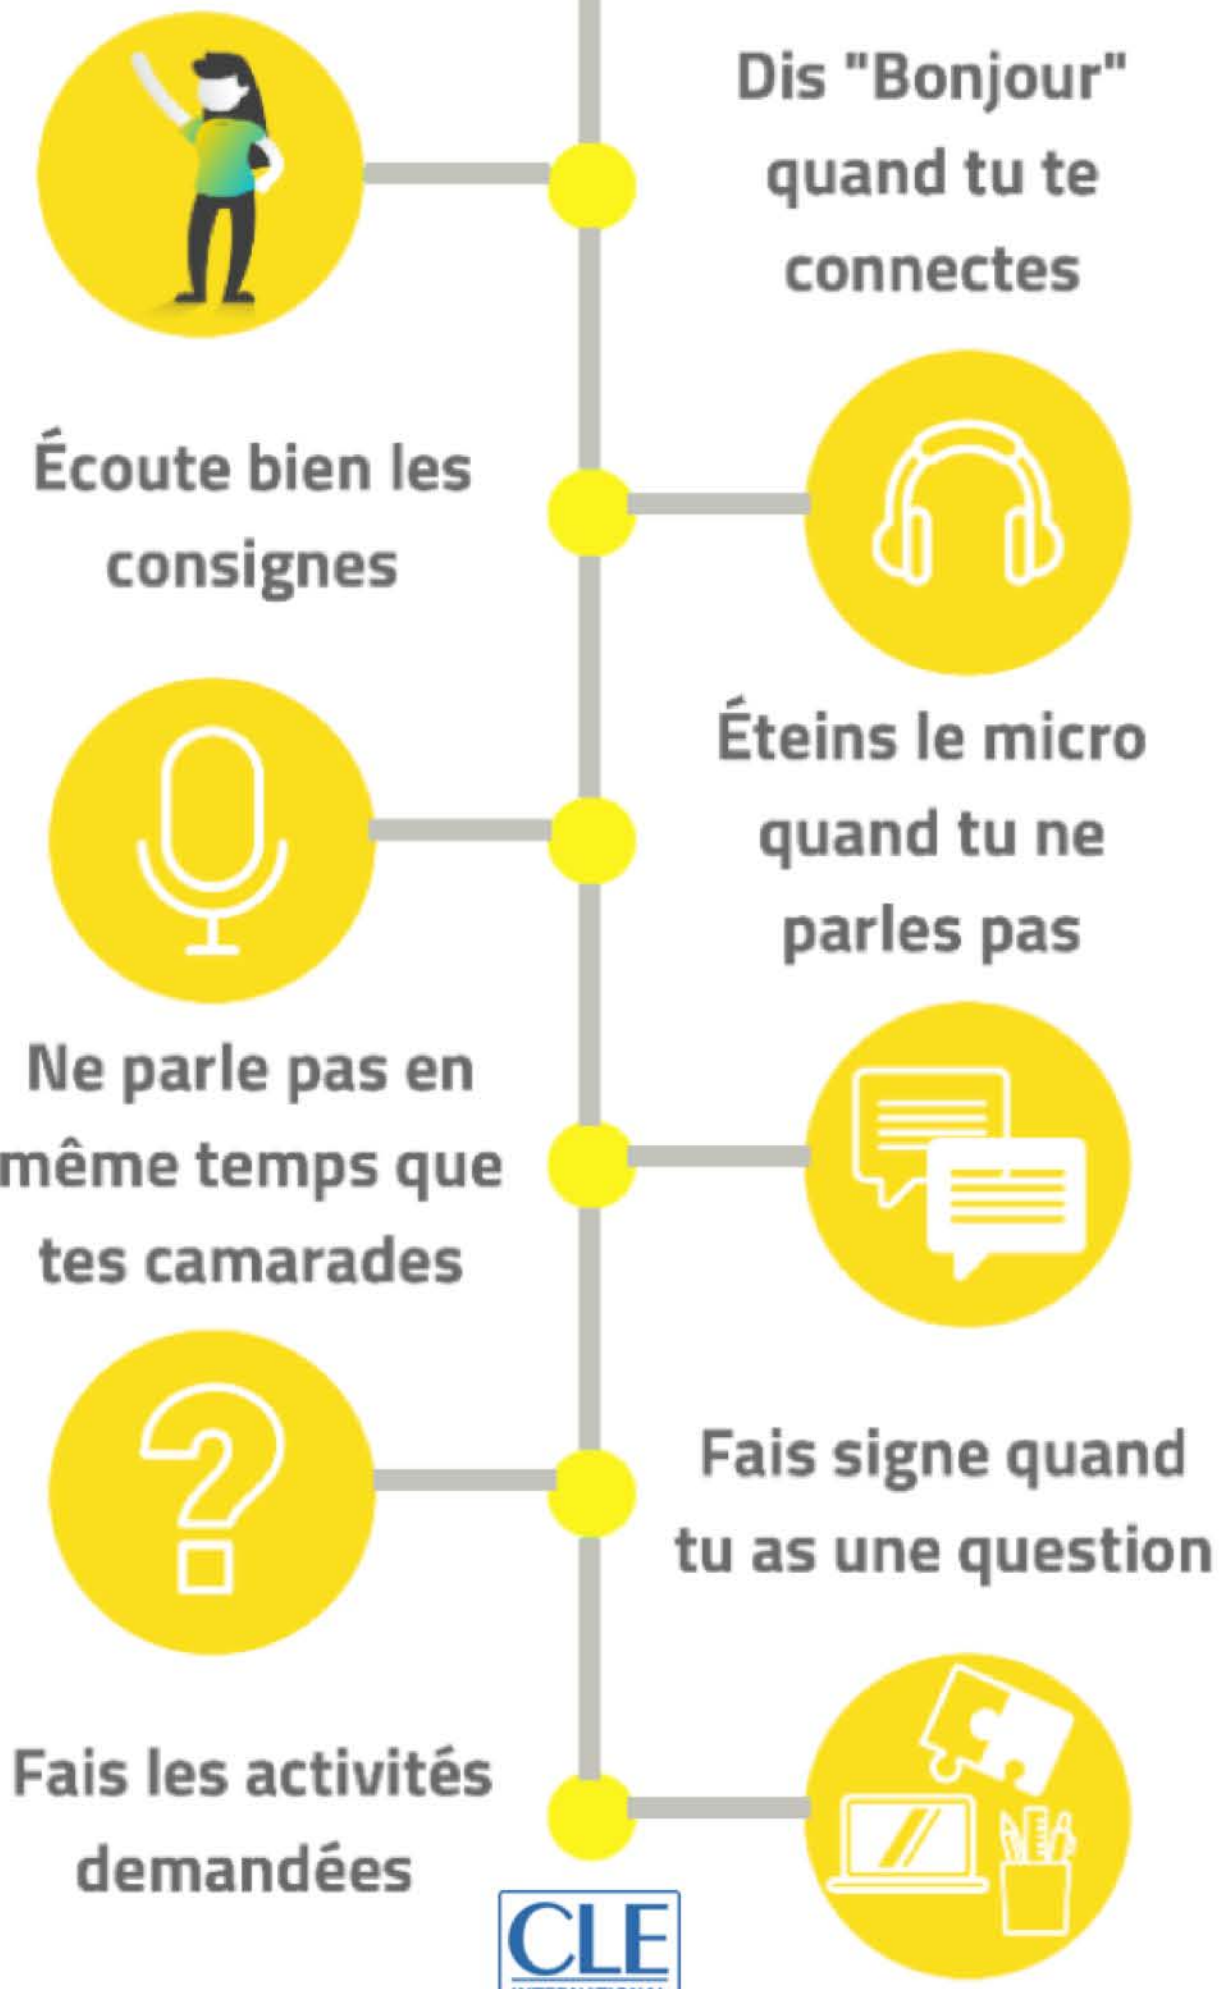 Dis "Bonjour"
quand tu te
connectes
Écoute bien les
consignes
Éteins le micro
quand tu ne
parles pas
Ne parle pas en
même temps que
tes camarades
Fais signe quand
tu as une question
Fais les activités
demandées
CLE
INTERNATIONAL